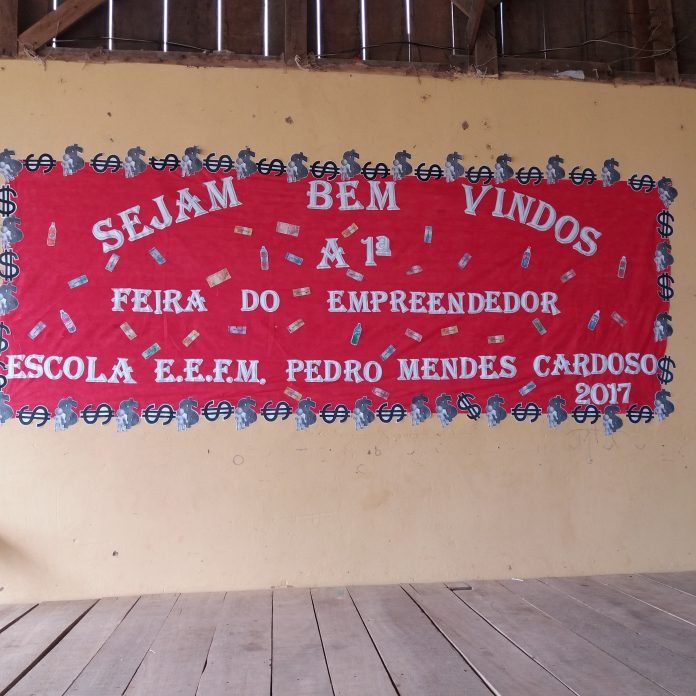 SEJAM BEM VINDOS
A 1ª
FEIRA DO EMPREENDEDOR
ESCOLA E.E.F.M. PEDRO MENDES CARDOSO
2017